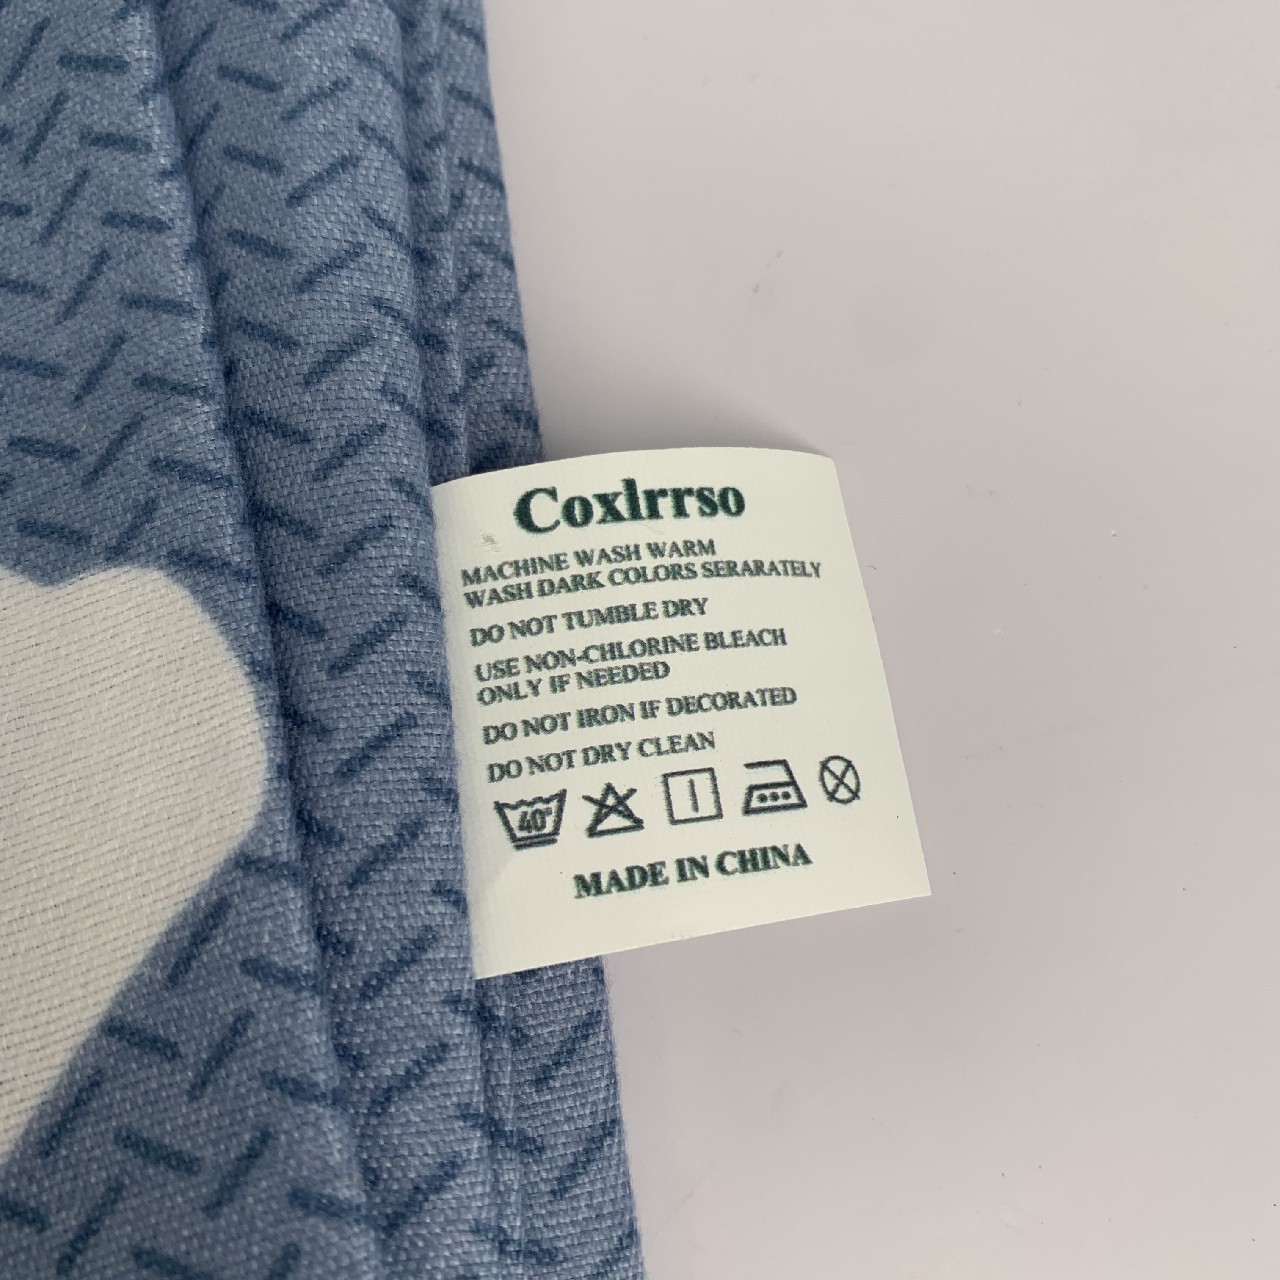 Coxlrrso
MACHINE WASH WARM
WASH DARK COLORS SERARATELY
DO NOT TUMBLE DRY
USE NON-CHLORINE BLEACH
ONLY IF NEEDED
DO NOT IRON IF DECORATED
DO NOT DRY CLEAN
40°
MADE IN CHINA